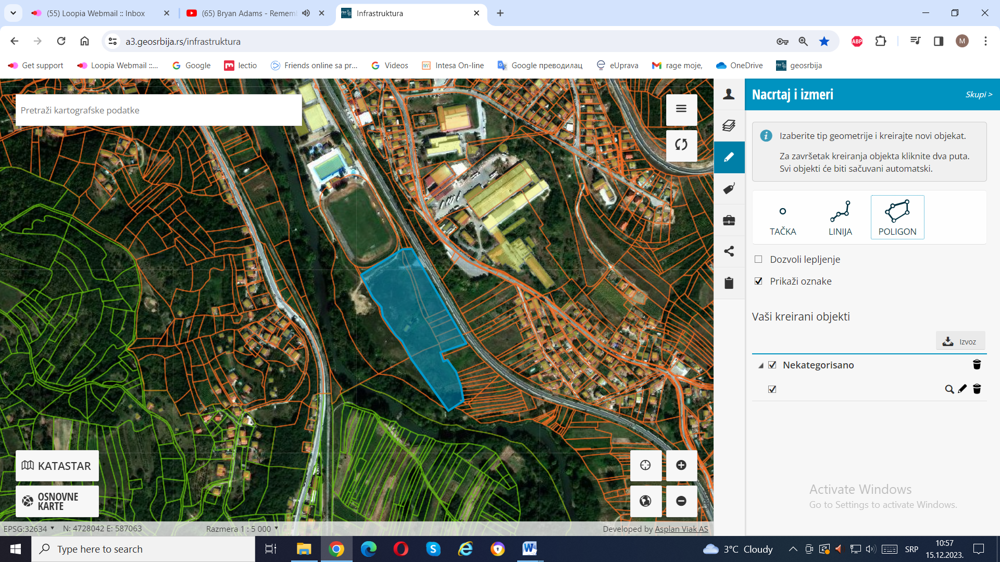 (55) Loopia Webmail :: Inbox
(65) Bryan Adams - Rememl
Infrastruktura
a3.geosrbija.rs/infrastruktura
ABP
M
Get support
Loopia Webmail ::...
Google
lectio
Friends online sa pr...
Videos
Intesa On-line
Google преводилац
eUprava
rage moje,
OneDrive
geosrbija
Pretraži kartografske podatke
Nacrtaj i izmeri
Skupi >
Izaberite tip geometrije i kreirajte novi objekat.
Za završetak kreiranja objekta kliknite dva puta.
Svi objekti će biti sačuvani automatski.
TAČKA
LINIJA
POLIGON
Dozvoli lepljenje
Prikaži oznake
Vaši kreirani objekti
Izvoz
Nekategorisano
KATASTAR
OSNOVNE
KARTE
Activate Windows
Go to Settings to activate Windows.
EPSG:32634
N: 4728042 E: 587063
Razmera 1 : 5 000
Developed by Asplan Viak AS
Type here to search
3°C Cloudy
SRP
10:57
15.12.2023.